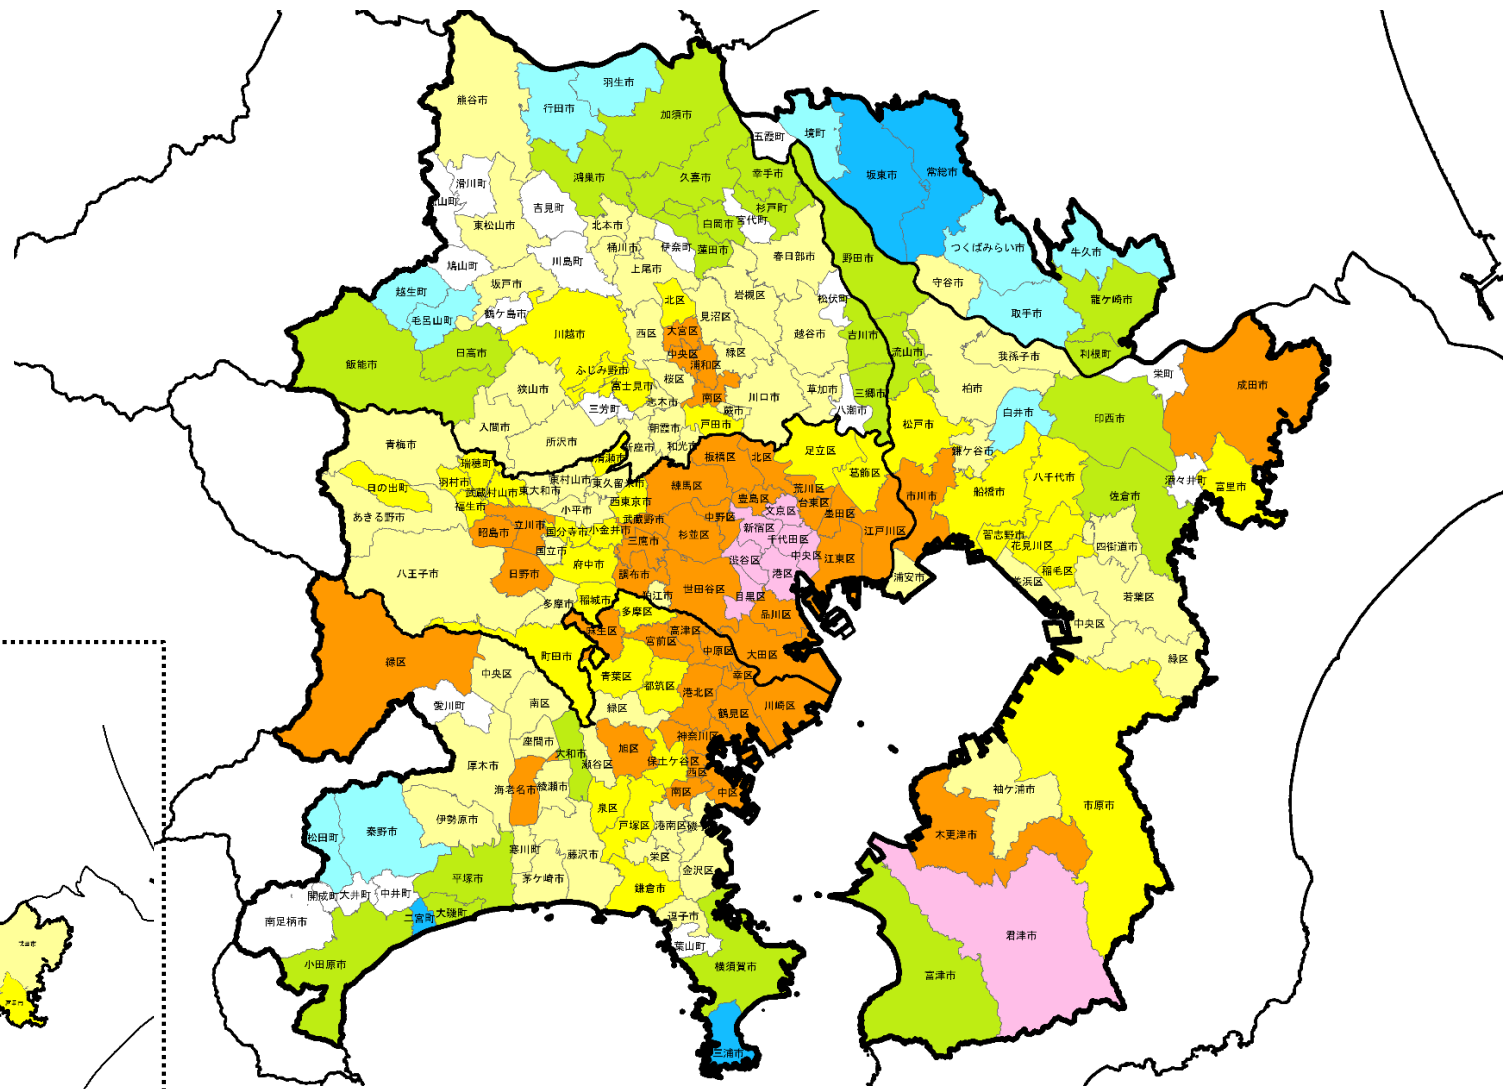 羽生市
熊谷市
行田市
加須市
五霞町
境町
坂東市
常総市
滑川町
鴻巣市
久喜市
幸手市
吉見町
杉戸町
東松山市
北本市
白岡市
宮代町
桶川市
伊奈町
蓮田市
つくばみらい市
牛久市
鳩山町
川島町
上尾市
春日部市
野田市
坂戸市
守谷市
越生町
岩槻区
松伏町
龍ケ崎市
北区
毛呂山町
鶴ヶ島市
見沼区
取手市
川越市
西区
大宮区
越谷市
吉川市
日高市
中央区
緑区
流山市
利根町
飯能市
浦和区
我孫子市
ふじみ野市
栄町
桜区
富士見市
成田市
狭山市
草加市
柏市
三郷市
南区
志木市
川口市
三芳町
蕨市
八潮市
白井市
印西市
入間市
朝霞市
戸田市
松戸市
青梅市
所沢市
新座市
和光市
足立区
鎌ケ谷市
清瀬市
板橋区
北区
瑞穂町
葛飾区
八千代市
羽村市
東村山市
東久留米市
練馬区
日の出町
武蔵村山市
東大和市
荒川区
船橋市
酒々井町
富里市
福生市
西東京市
豊島区
台東区
市川市
佐倉市
小平市
文京区
墨田区
あきる野市
立川市
武蔵野市
中野区
新宿区
昭島市
国分寺市
小金井市
杉並区
千代田区
江戸川区
習志野市
三鷹市
花見川区
四街道市
国立市
中央区
江東区
府中市
渋谷区
八王子市
日野市
調布市
港区
稲毛区
浦安市
美浜区
世田谷区
目黒区
狛江市
若葉区
多摩市
稲城市
多摩区
品川区
中央区
麻生区
高津区
宮前区
中原区
大田区
町田市
緑区
緑区
中央区
青葉区
都筑区
幸区
港北区
南区
愛川町
緑区
鶴見区
川崎区
座間市
神奈川区
旭区
大和市
瀬谷区
保土ケ谷区
厚木市
西区
海老名市
綾瀬市
南区
中区
袖ケ浦市
泉区
市原市
伊勢原市
戸塚区
港南区
松田町
秦野市
木更津市
寒川町
藤沢市
栄区
金沢区
平塚市
茅ケ崎市
鎌倉市
開成町
大井町
中井町
南足柄市
二宮町
大磯町
逗子市
葉山町
君津市
小田原市
横須賀市
富津市
三浦市